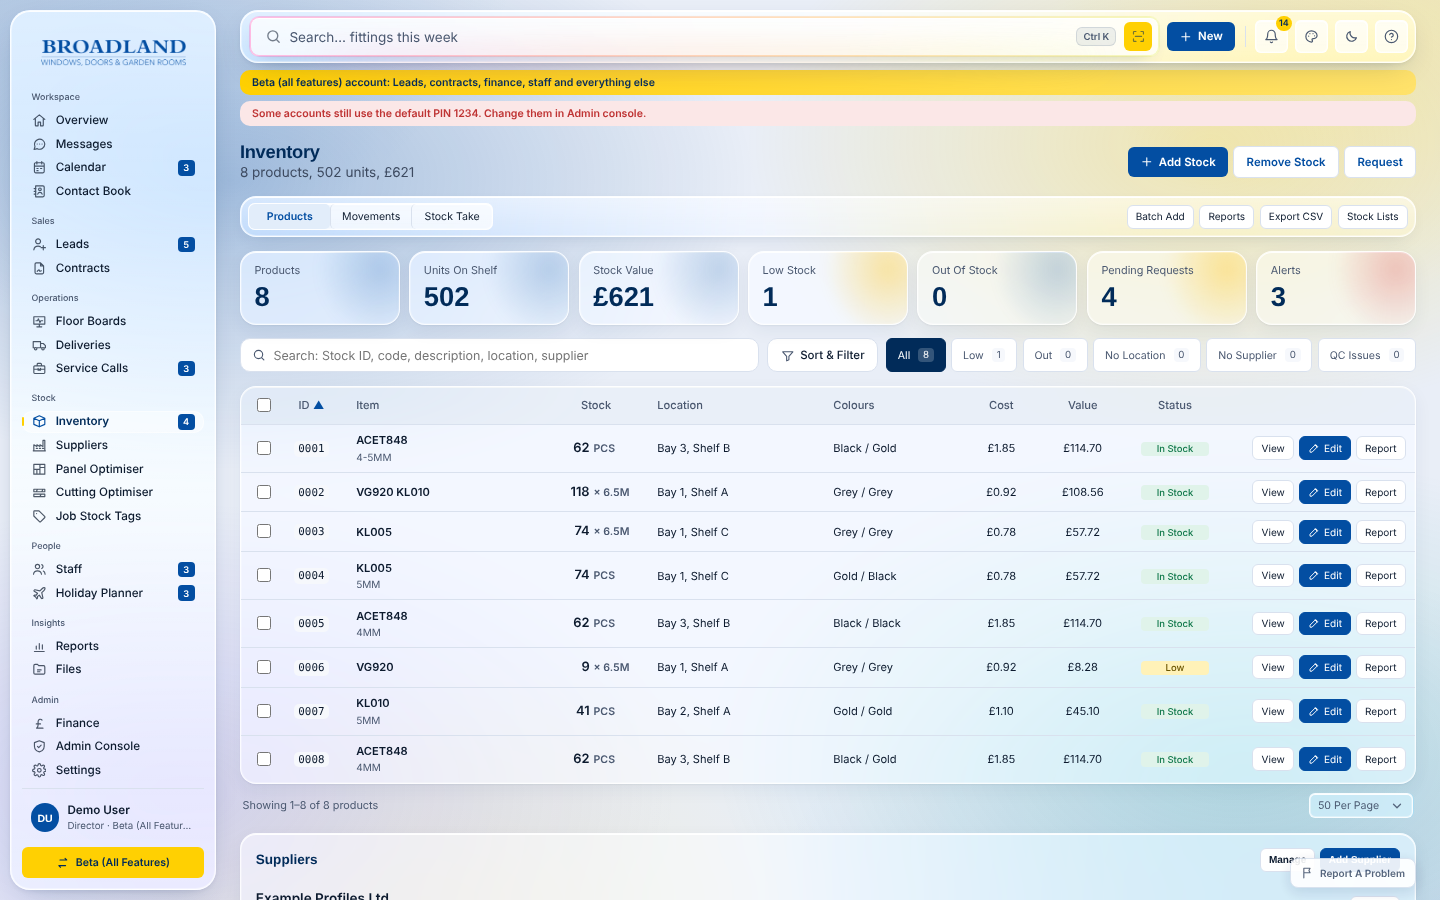 BROADLAND
WINDOWS, DOORS & GARDEN ROOMS
Workspace
Overview
Messages
Calendar 3
Contact Book
Sales
Leads 5
Contracts
Operations
Floor Boards
Deliveries
Service Calls 3
Stock
Inventory 4
Suppliers
Panel Optimiser
Cutting Optimiser
Job Stock Tags
People
Staff 3
Holiday Planner 3
Insights
Reports
Files
Admin
Finance
Admin Console
Settings
DU
Demo User
Director · Beta (All Featur...
Beta (All Features)
Search... fittings this week Ctrl K
New
14
Beta (all features) account: Leads, contracts, finance, staff and everything else
Some accounts still use the default PIN 1234. Change them in Admin console.
Inventory
8 products, 502 units, £621
Add Stock Remove Stock Request
Products Movements Stock Take Batch Add Reports Export CSV Stock Lists
Products Units On Shelf Stock Value Low Stock Out Of Stock Pending Requests Alerts
8 502 £621 1 0 4 3
Search: Stock ID, code, description, location, supplier Sort & Filter All 8 Low 1 Out 0 No Location 0 No Supplier 0 QC Issues 0
ID ▲ Item Stock Location Colours Cost Value Status
0001 ACET848 62 PCS Bay 3, Shelf B Black / Gold £1.85 £114.70 In Stock View Edit Report
4-5MM
0002 VG920 KL010 118 × 6.5M Bay 1, Shelf A Grey / Grey £0.92 £108.56 In Stock View Edit Report
0003 KL005 74 × 6.5M Bay 1, Shelf C Grey / Grey £0.78 £57.72 In Stock View Edit Report
0004 KL005 74 PCS Bay 1, Shelf C Gold / Black £0.78 £57.72 In Stock View Edit Report
5MM
0005 ACET848 62 PCS Bay 3, Shelf B Black / Black £1.85 £114.70 In Stock View Edit Report
4MM
0006 VG920 9 × 6.5M Bay 1, Shelf A Grey / Grey £0.92 £8.28 Low View Edit Report
0007 KL010 41 PCS Bay 2, Shelf A Gold / Gold £1.10 £45.10 In Stock View Edit Report
5MM
0008 ACET848 62 PCS Bay 3, Shelf B Black / Gold £1.85 £114.70 In Stock View Edit Report
4MM
Showing 1–8 of 8 products 50 Per Page
Suppliers Manage Add Supplier
Report A Problem
Example Profiles Ltd